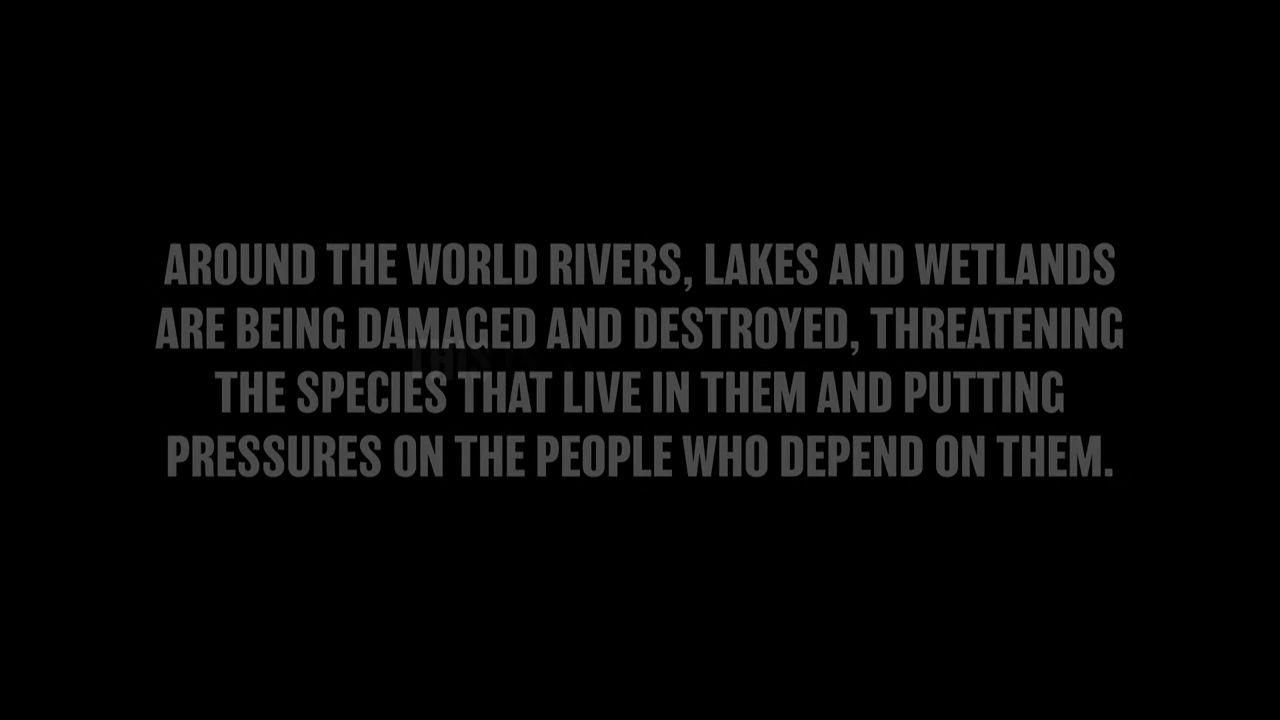 AROUND THE WORLD RIVERS, LAKES AND WETLANDS
ARE BEING DAMAGED AND DESTROYED, THREATENING
THE SPECIES THAT LIVE IN THEM AND PUTTING
PRESSURES ON THE PEOPLE WHO DEPEND ON THEM.
THIS